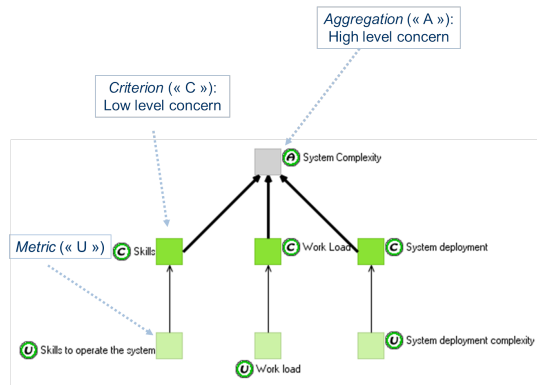 Aggregation (« A »):
High level concern
Criterion (« C »):
Low level concern
A System Complexity
Metric (« U »)
C Skills
C Work Load
C System deployment
U Skills to operate the system
U Work load
U System deployment complexity